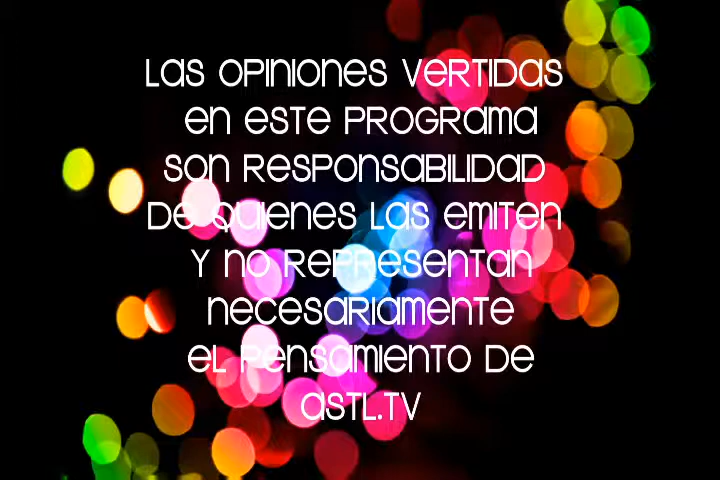 Las opiniones vertidas
en este programa
son responsabilidad
de quienes las emiten
y no representan
necesariamente
el pensamiento de
astl.tv